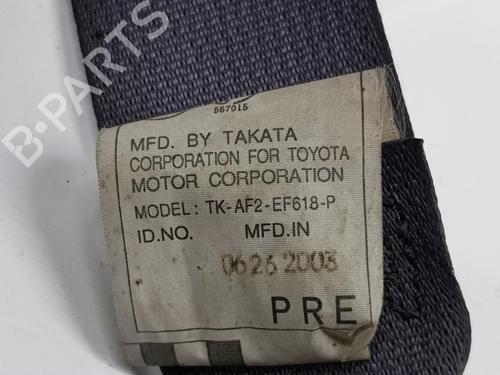 567015
MFD. BY TAKATA
CORPORATION FOR TOYOTA
MOTOR CORPORATION
MODEL: TK-AF2-EF618-P
ID.NO. MFD.IN
0626 2003
PRE
B-PARTS